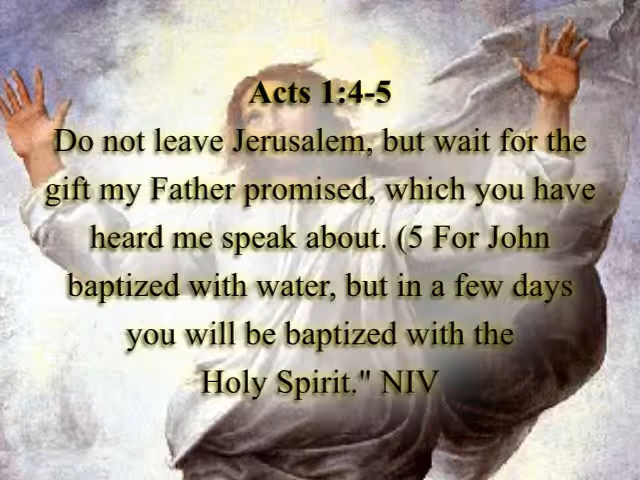 Acts 1:4-5
Do not leave Jerusalem, but wait for the
gift my Father promised, which you have
heard me speak about. (5 For John
baptized with water, but in a few days
you will be baptized with the
Holy Spirit." NIV